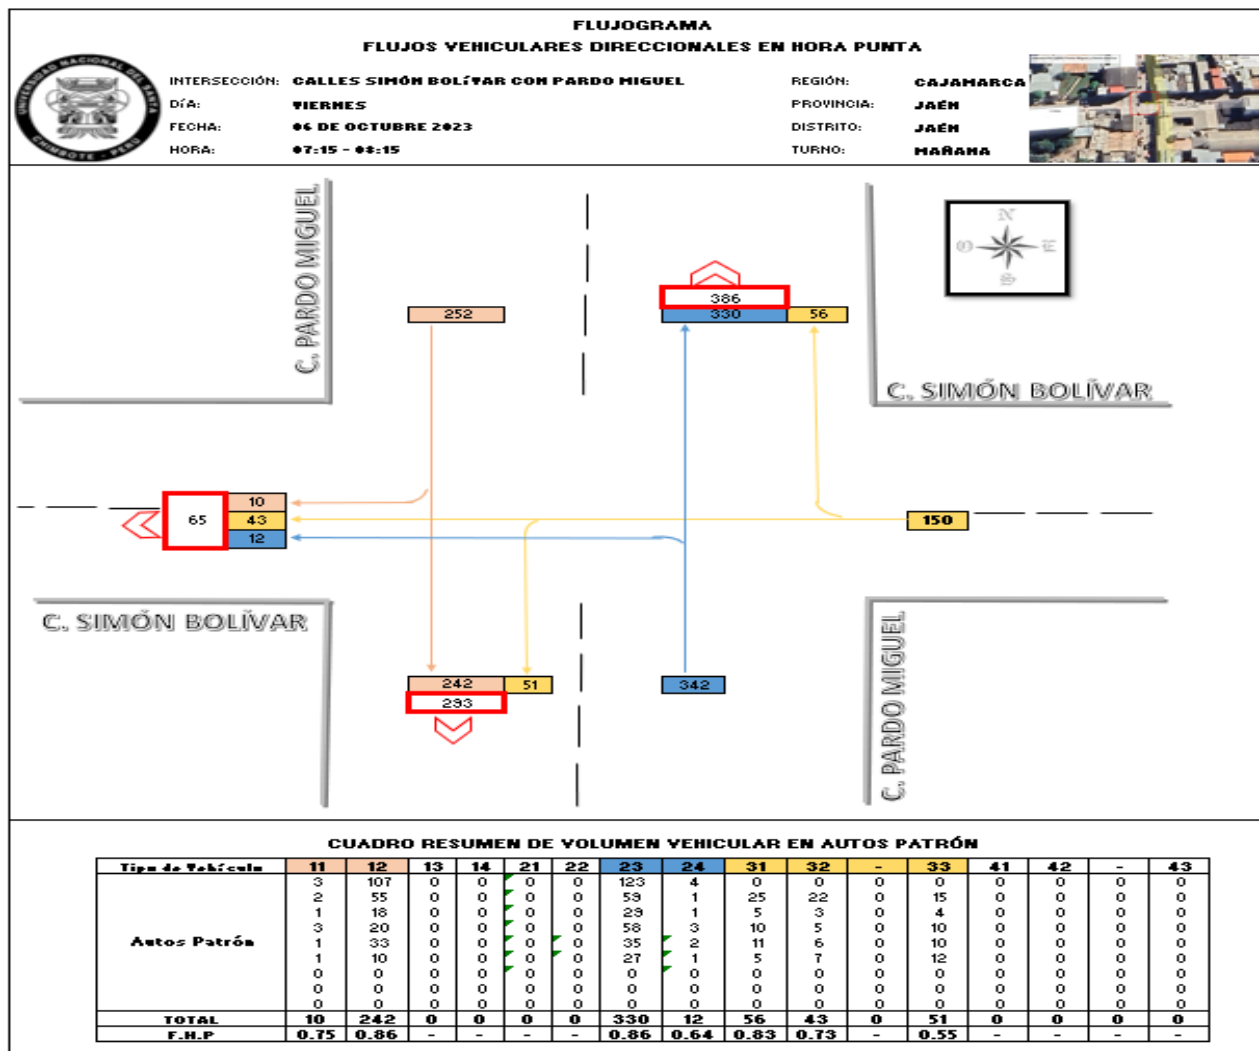 FLUJOGRAMA
FLUJOS VEHICULARES DIRECCIONALES EN HORA PUNTA
UNIVERSIDAD NACIONAL DEL SANTA
CHIMBOTE - PERU
INTERSECCIÓN: CALLES SIMÓN BOLÍVAR CON PARDO MIGUEL REGIÓN: CAJAMARCA
DÍA: VIERNES PROVINCIA: JAÉN
FECHA: 06 DE OCTUBRE 2023 DISTRITO: JAÉN
HORA: 07:15 - 08:15 TURNO: MAÑANA
C. PARDO MIGUEL
N
O E
S
386
252 330 56
C. SIMÓN BOLÍVAR
10
65 43 150
12
C. SIMÓN BOLÍVAR
C. PARDO MIGUEL
242 51 342
293
CUADRO RESUMEN DE VOLUMEN VEHICULAR EN AUTOS PATRÓN
Tipo de Vehículo 11 12 13 14 21 22 23 24 31 32 - 33 41 42 - 43
3 107 0 0 0 0 123 4 0 0 0 0 0 0 0 0
2 55 0 0 0 0 59 1 25 22 0 15 0 0 0 0
1 18 0 0 0 0 29 1 5 3 0 4 0 0 0 0
3 20 0 0 0 0 58 3 10 5 0 10 0 0 0 0
Autos Patrón 1 33 0 0 0 0 35 2 11 6 0 10 0 0 0 0
1 10 0 0 0 0 27 1 5 7 0 12 0 0 0 0
0 0 0 0 0 0 0 0 0 0 0 0 0 0 0 0
0 0 0 0 0 0 0 0 0 0 0 0 0 0 0 0
0 0 0 0 0 0 0 0 0 0 0 0 0 0 0 0
TOTAL 10 242 0 0 0 0 330 12 56 43 0 51 0 0 0 0
F.H.P 0.75 0.86 - - - - 0.86 0.64 0.83 0.73 - 0.55 - - - -